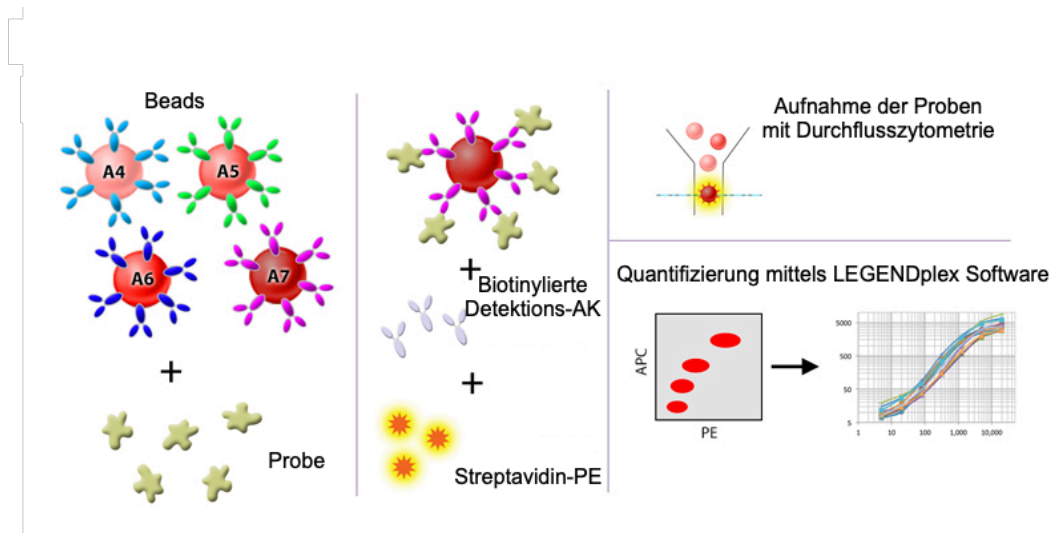 Beads
A4
A5
A6
A7
+
Probe
+
Biotinylierte
Detektions-AK
+
Streptavidin-PE
Aufnahme der Proben
mit Durchflusszytometrie
Quantifizierung mittels LEGENDplex Software
APC
PE
5000
500
50
5
1
10
100
1,000
10,000